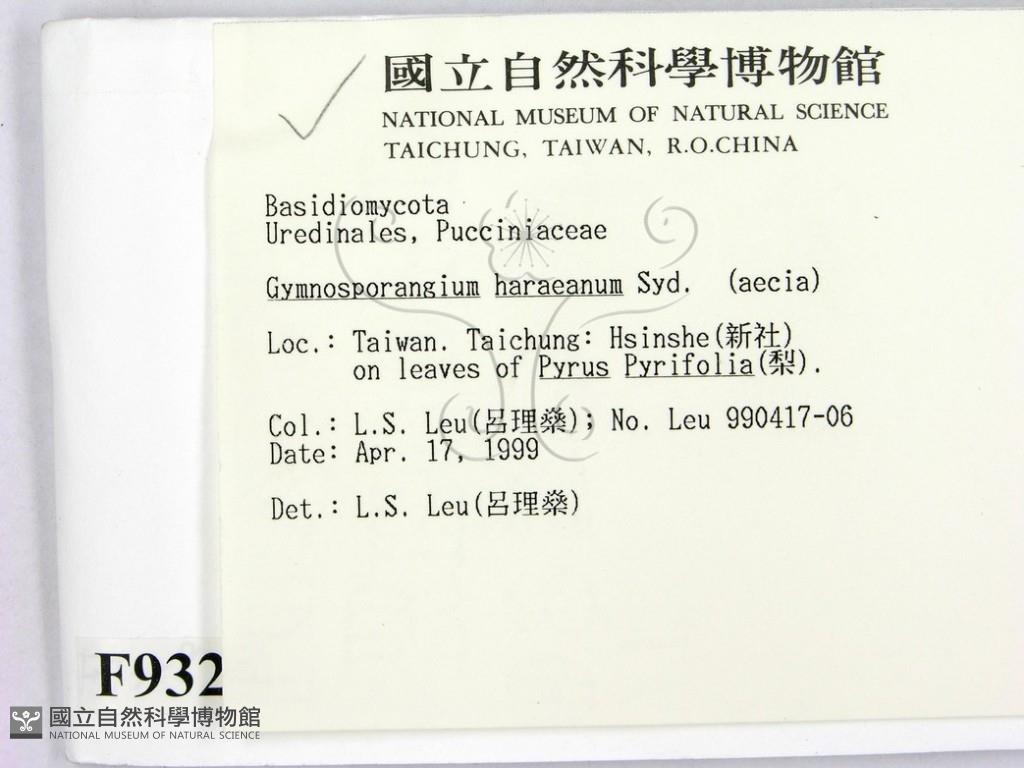 國立自然科學博物館
NATIONAL MUSEUM OF NATURAL SCIENCE
TAICHUNG, TAIWAN, R.O.CHINA
Basidiomycota
Uredinales, Pucciniaceae
Gymnosporangium haraeanum Syd. (aecia)
Loc.: Taiwan. Taichung: Hsinshe(新社)
on leaves of Pyrus Pyrifolia(梨).
Col.: L.S. Leu(呂理燊); No. Leu 990417-06
Date: Apr. 17, 1999
Det.: L.S. Leu(呂理燊)
F932
國立自然科學博物館
NATIONAL MUSEUM OF NATURAL SCIENCE